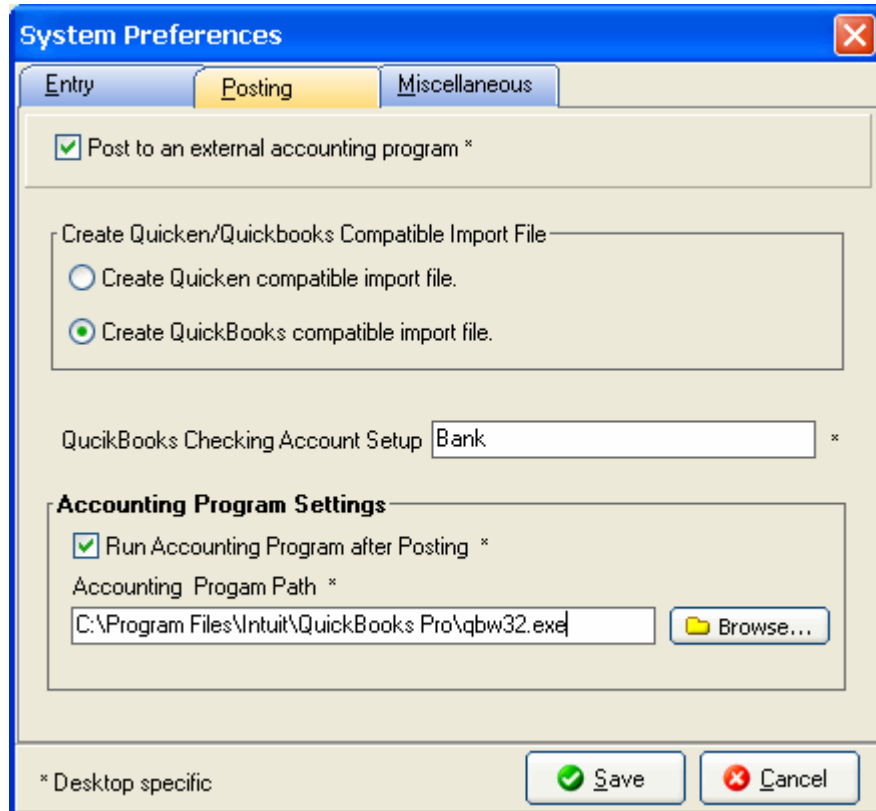 System Preferences
Entry Posting Miscellaneous
Post to an external accounting program *
Create Quicken/Quickbooks Compatible Import File
Create Quicken compatible import file.
Create QuickBooks compatible import file.
QucikBooks Checking Account Setup Bank *
Accounting Program Settings
Run Accounting Program after Posting *
Accounting Progam Path *
C:\Program Files\Intuit\QuickBooks Pro\qbw32.exe Browse...
* Desktop specific Save Cancel